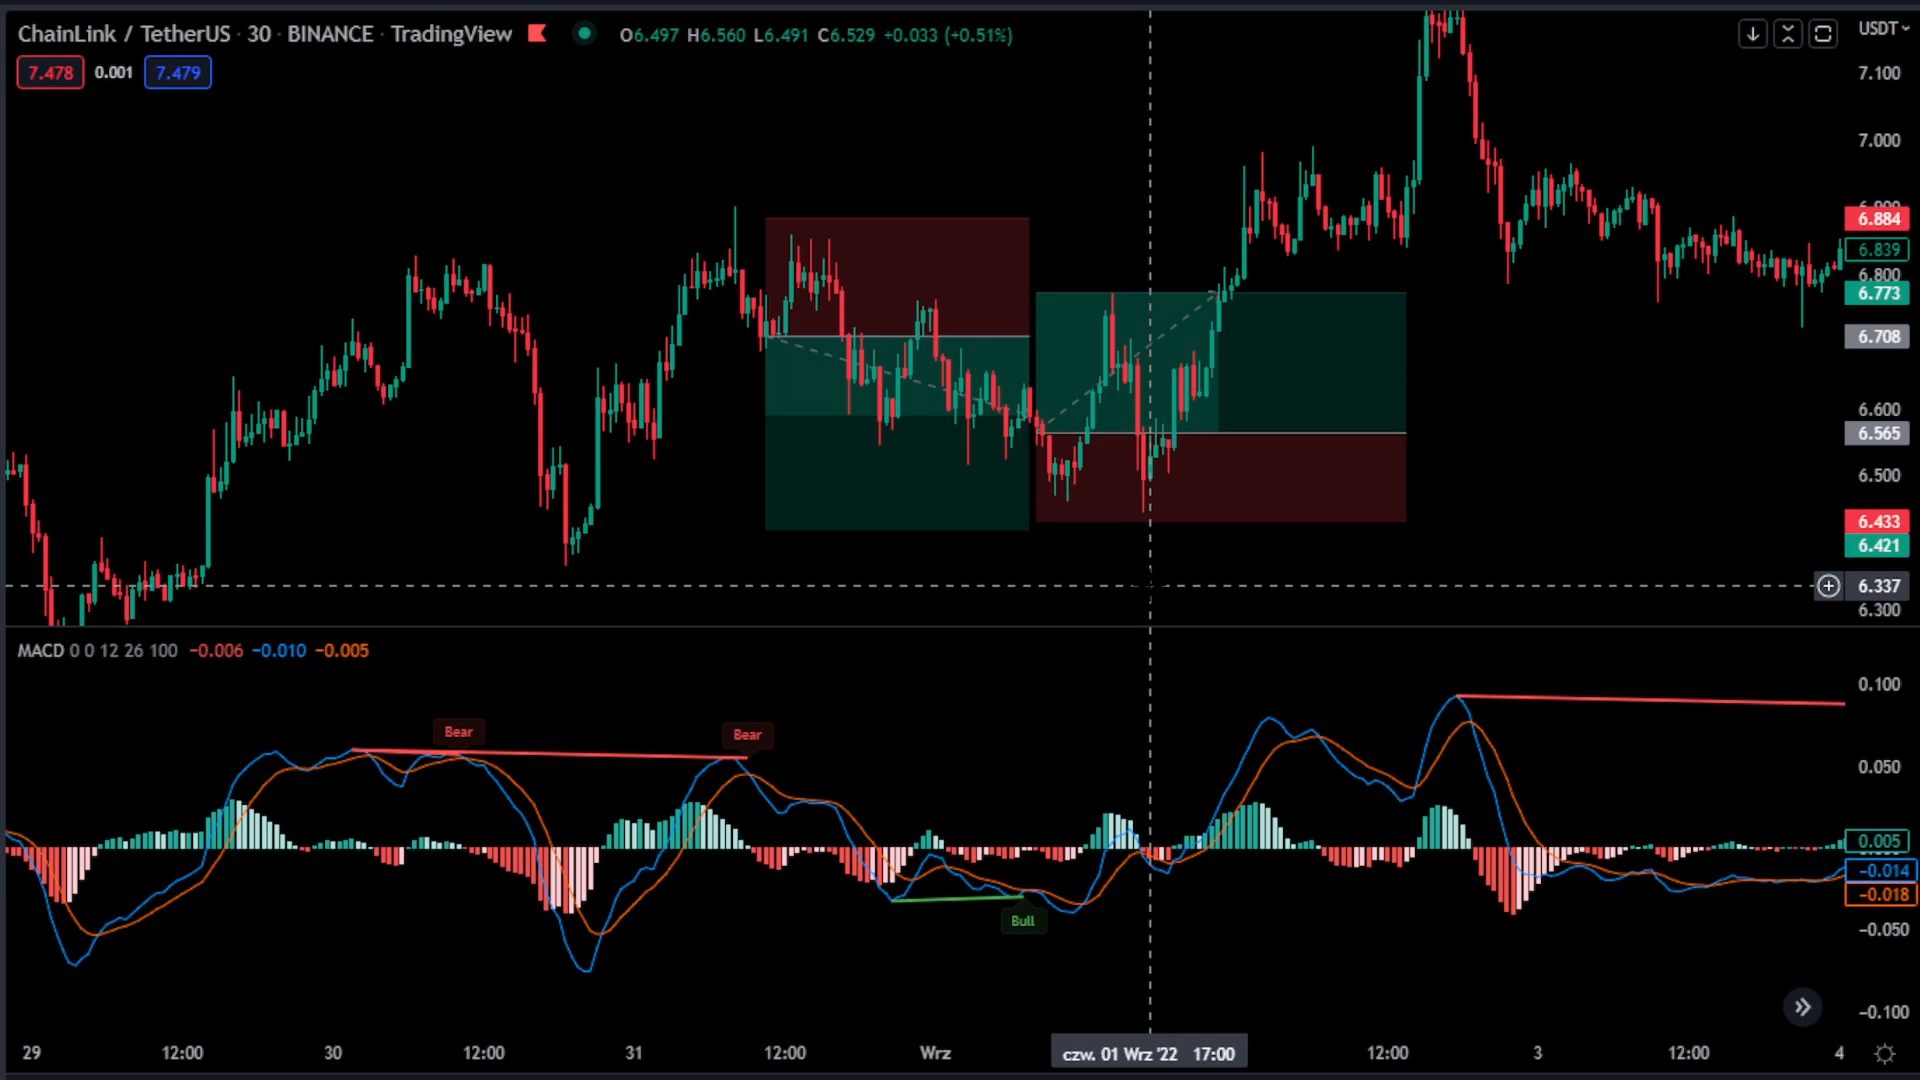 ChainLink / TetherUS · 30 · BINANCE · TradingView O6.497 H6.560 L6.491 C6.529 +0.033 (+0.51%)
7.478 0.001 7.479
USDT
7.100
7.000
6.884
6.839
6.800
6.773
6.708
6.600
6.565
6.500
6.433
6.421
6.337
6.300
MACD 0 0 12 26 100 −0.006 −0.010 −0.005
0.100
Bear
Bear
0.050
0.005
−0.014
−0.018
Bull
−0.050
−0.100
29 12:00 30 12:00 31 12:00 Wrz czw. 01 Wrz '22 17:00 12:00 3 12:00 4